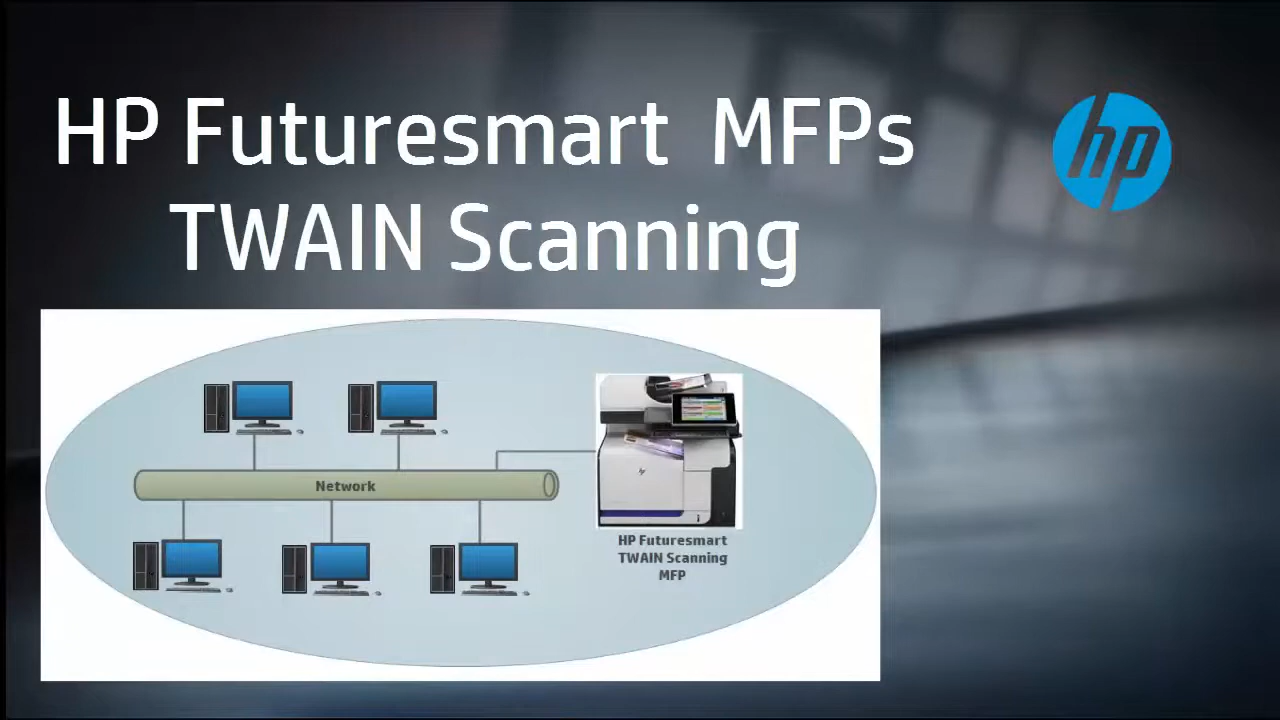 HP Futuresmart MFPs
TWAIN Scanning
hp
Network
HP Futuresmart
TWAIN Scanning
MFP